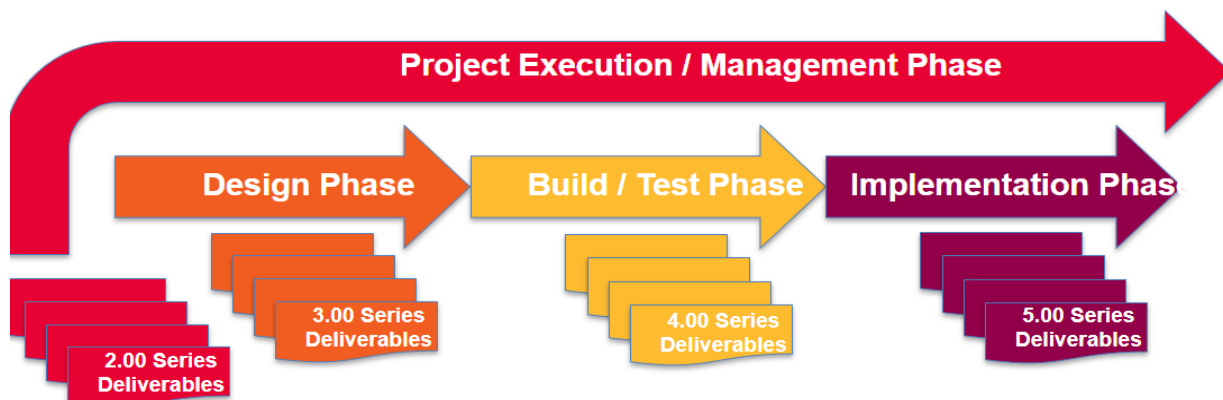 Project Execution / Management Phase
Design Phase
Build / Test Phase
Implementation Phase
3.00 Series
Deliverables
4.00 Series
Deliverables
5.00 Series
Deliverables
2.00 Series
Deliverables